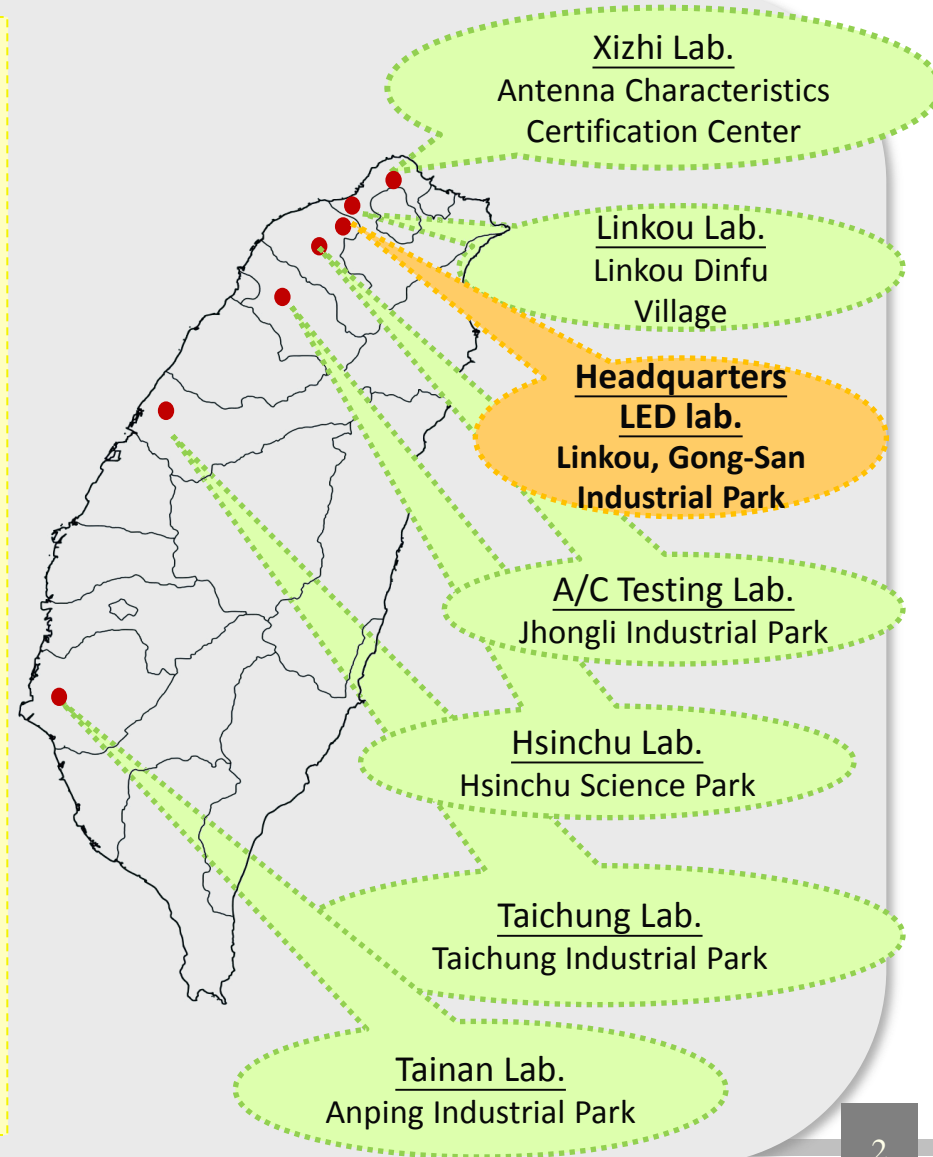 Xizhi Lab.
Antenna Characteristics
Certification Center
Linkou Lab.
Linkou Dinfu
Village
Headquarters
LED lab.
Linkou, Gong-San
Industrial Park
A/C Testing Lab.
Jhongli Industrial Park
Hsinchu Lab.
Hsinchu Science Park
Taichung Lab.
Taichung Industrial Park
Tainan Lab.
Anping Industrial Park
2